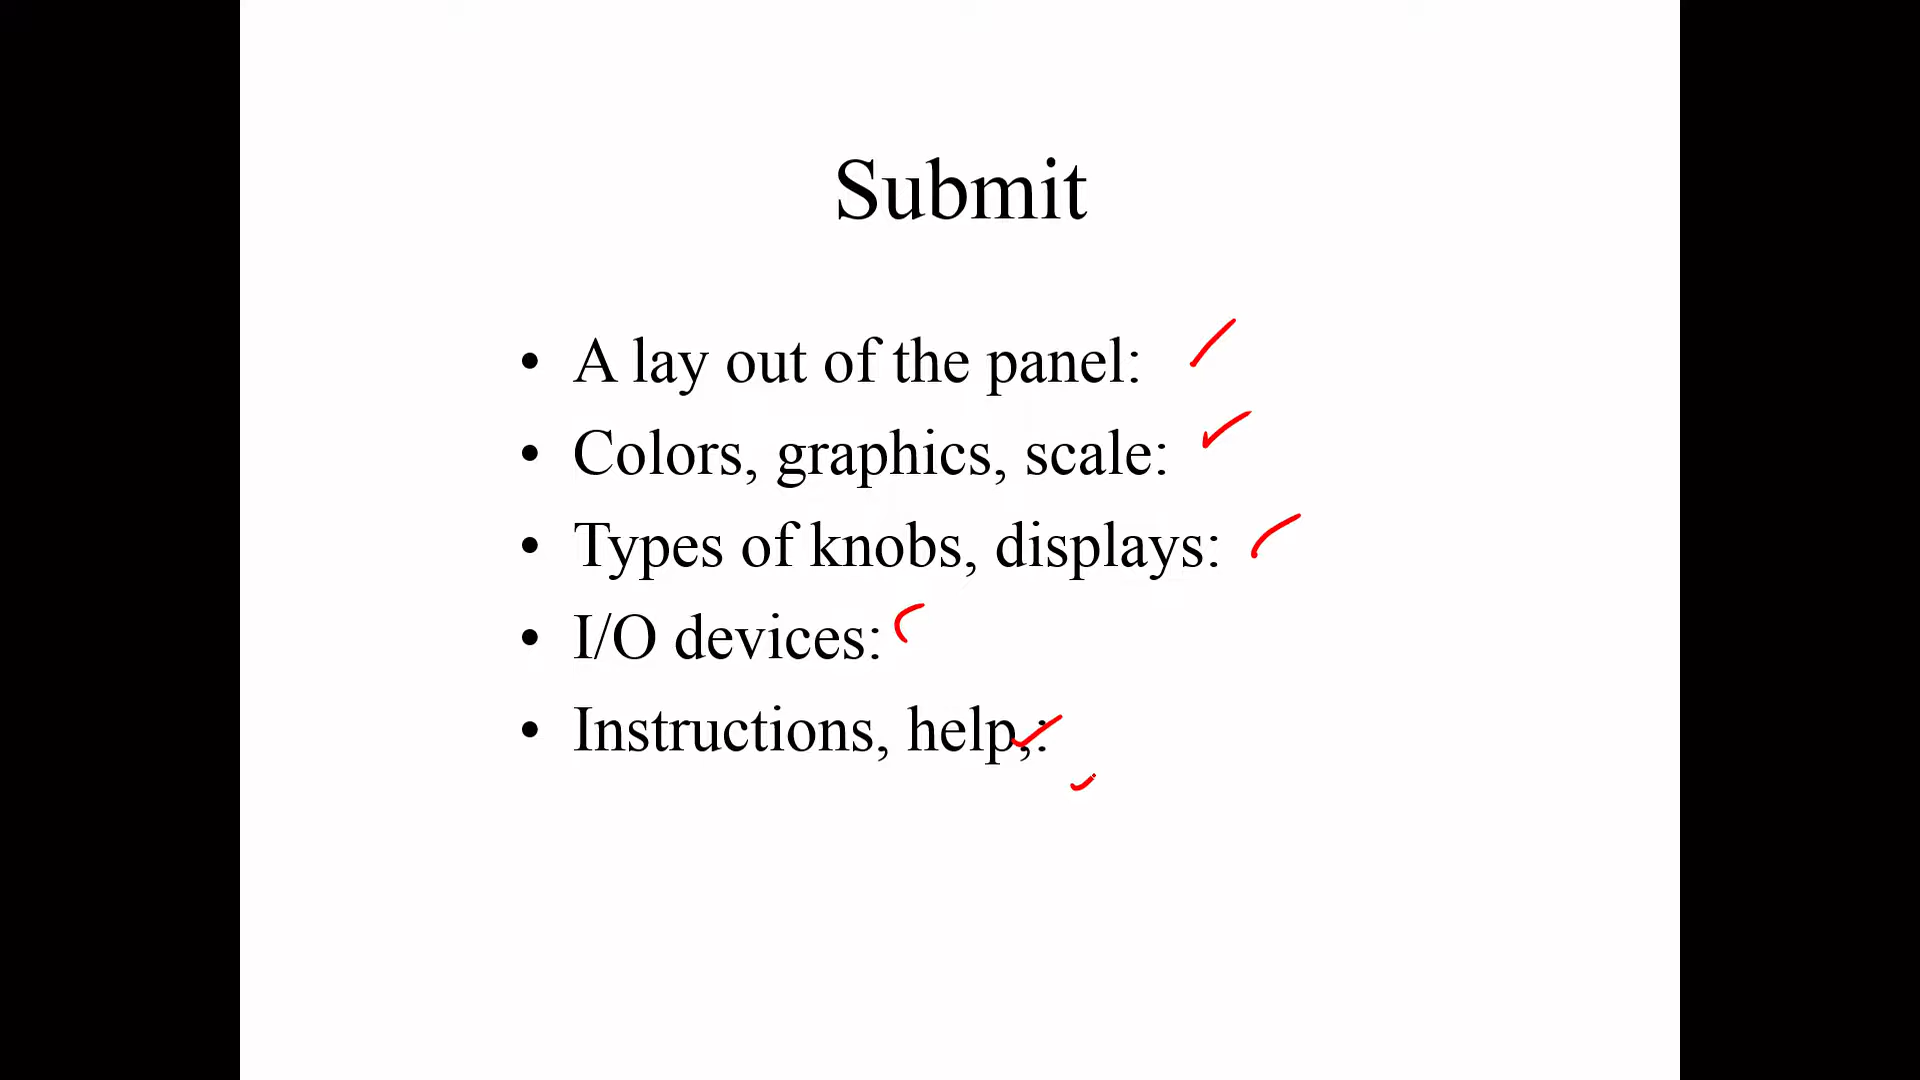 Submit
• A lay out of the panel:
• Colors, graphics, scale:
• Types of knobs, displays:
• I/O devices:
• Instructions, help,: